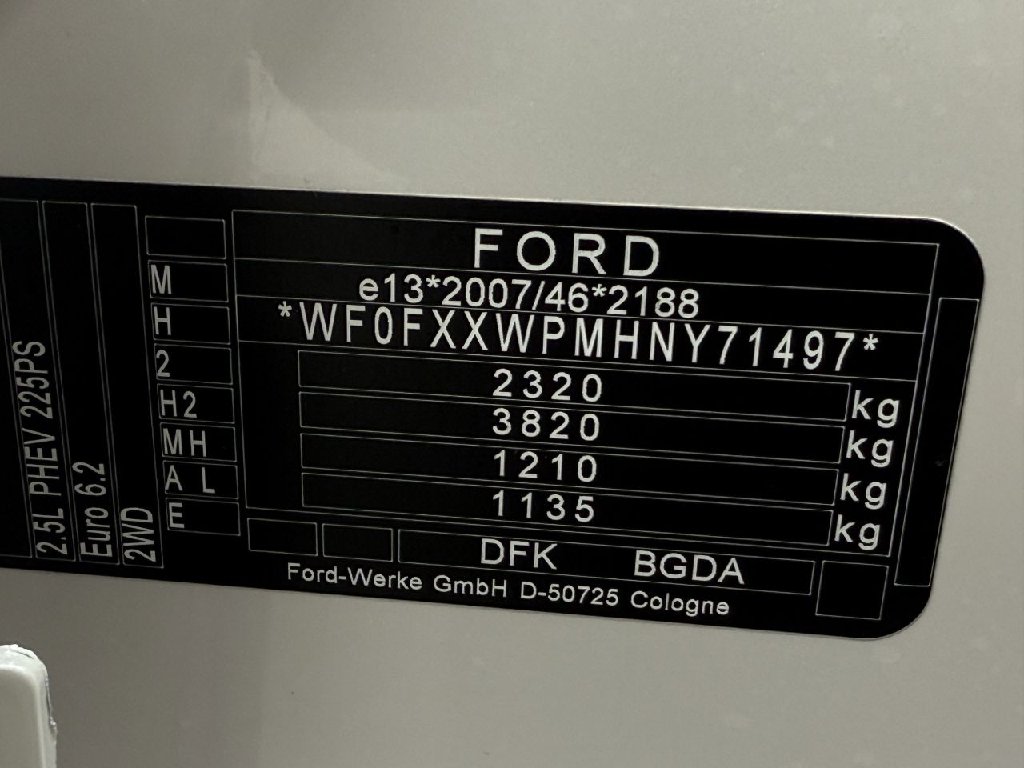 FORD
e13*2007/46*2188
*WF0FXXWPMHNY71497*
2320 kg
3820 kg
1210 kg
1135 kg
DFK BGDA
Ford-Werke GmbH D-50725 Cologne
M
H
2
H2
MH
A L
E
2.5L PHEV 225PS
Euro 6.2
2WD